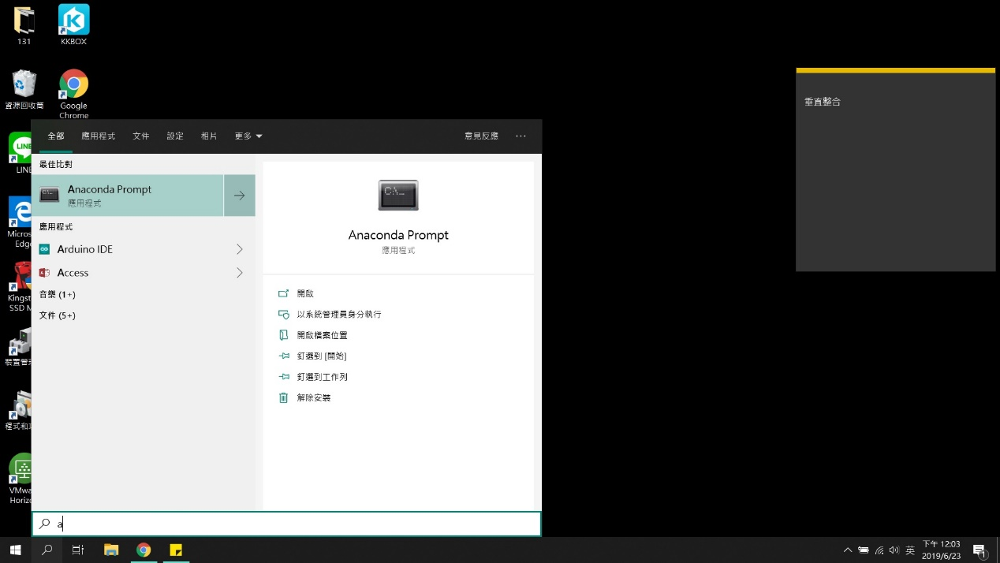 131
KKBOX
資源回收筒
Google
Chrome
LINE
LINE
Micros
Edge
Kingst
SSD M
裝置管
程式和
VMwa
Horizo
全部
應用程式
文件
設定
相片
更多
意見反應
最佳比對
Anaconda Prompt
應用程式
應用程式
Arduino IDE
Access
音樂 (1+)
文件 (5+)
C:\...
Anaconda Prompt
應用程式
開啟
以系統管理員身分執行
開啟檔案位置
釘選到 [開始]
釘選到工作列
解除安裝
a
垂直整合
英
下午 12:03
2019/6/23
1